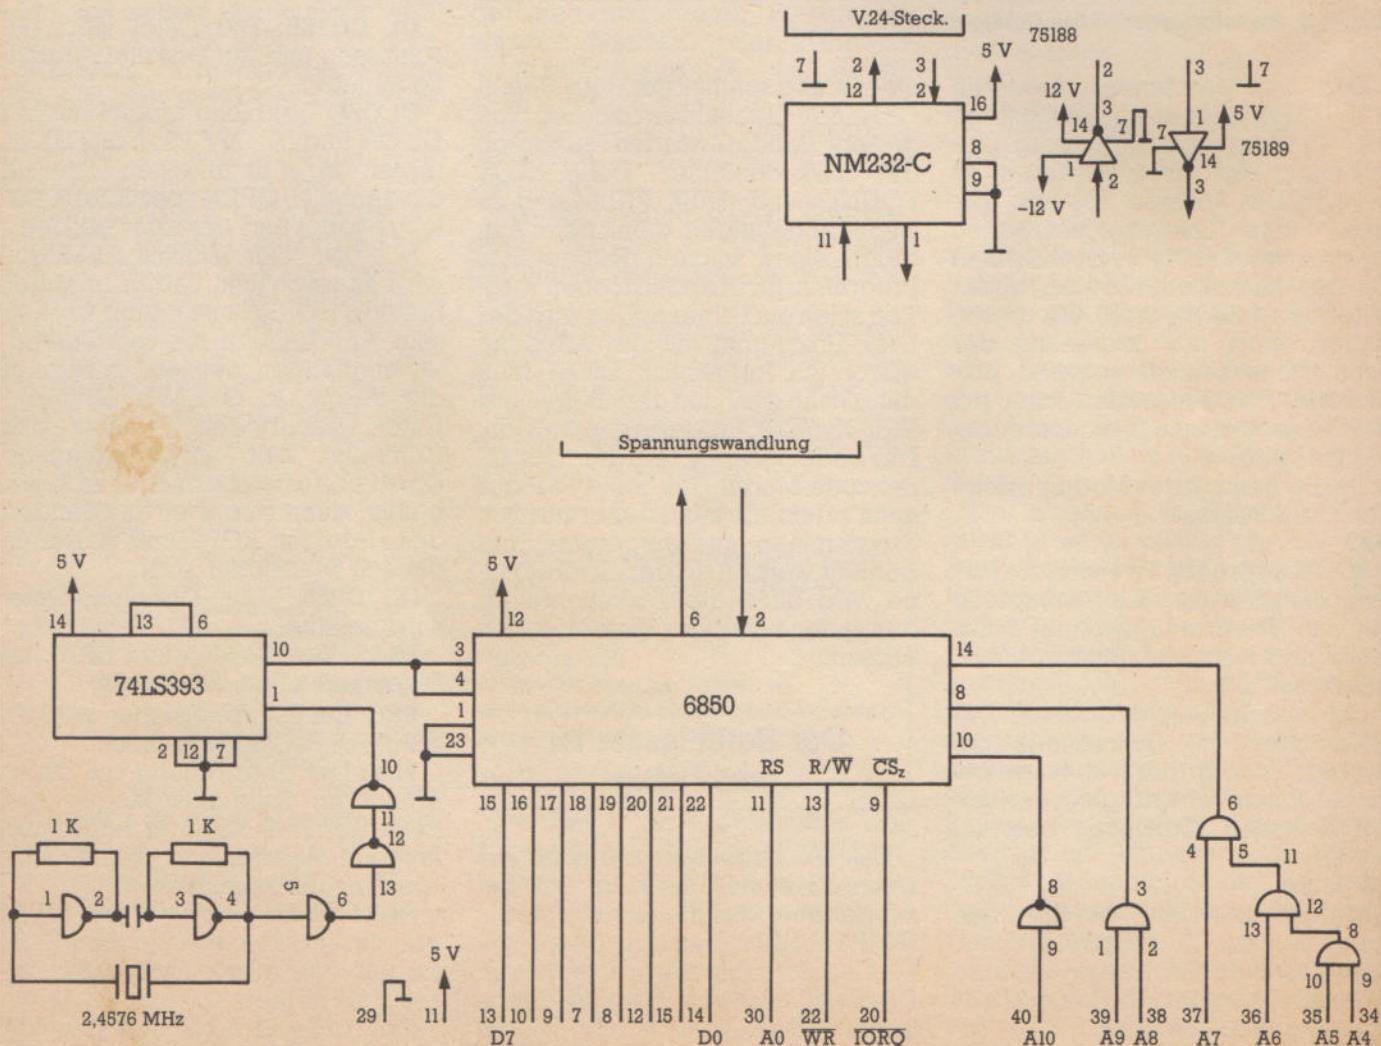 V.24-Steck.
5 V 75188
7 2 3 2 3 7
12 2 16 12 V 3 1 5 V
14 7 7 14 75189
NM232-C 8
9 1 2 3
-12 V
11 1
Spannungswandlung
5 V 5 V
14 13 6 12 6 2
10 3 14
74LS393 4 6850 8
1 1
2 12 7 23 10
RS R/W̅ C̅S̅z
10 15 16 17 18 19 20 21 22 11 13 9
11
1 K 1 K 12 6
13 4 5 11
1 2 3 4 5 6 8 3 13 12 8
9 1 2 10 9
5 V
2,4576 MHz 29 11 13 10 9 7 8 12 15 14 30 22 20 40 39 38 37 36 35 34
D7 D0 A0 W̅R̅ I̅O̅R̅Q̅ A10 A9 A8 A7 A6 A5 A4